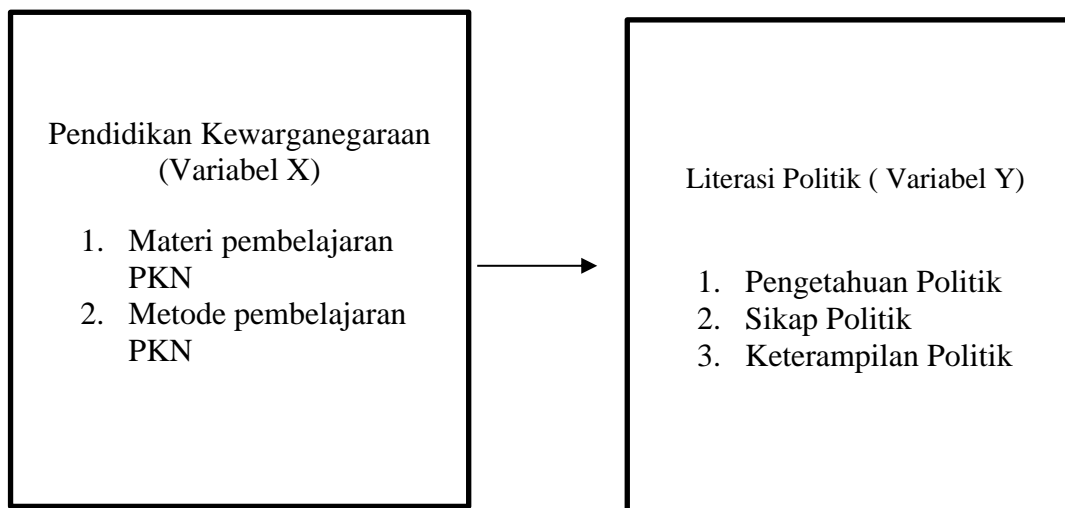 Pendidikan Kewarganegaraan
(Variabel X)
1. Materi pembelajaran
PKN
2. Metode pembelajaran
PKN
Literasi Politik ( Variabel Y)
1. Pengetahuan Politik
2. Sikap Politik
3. Keterampilan Politik